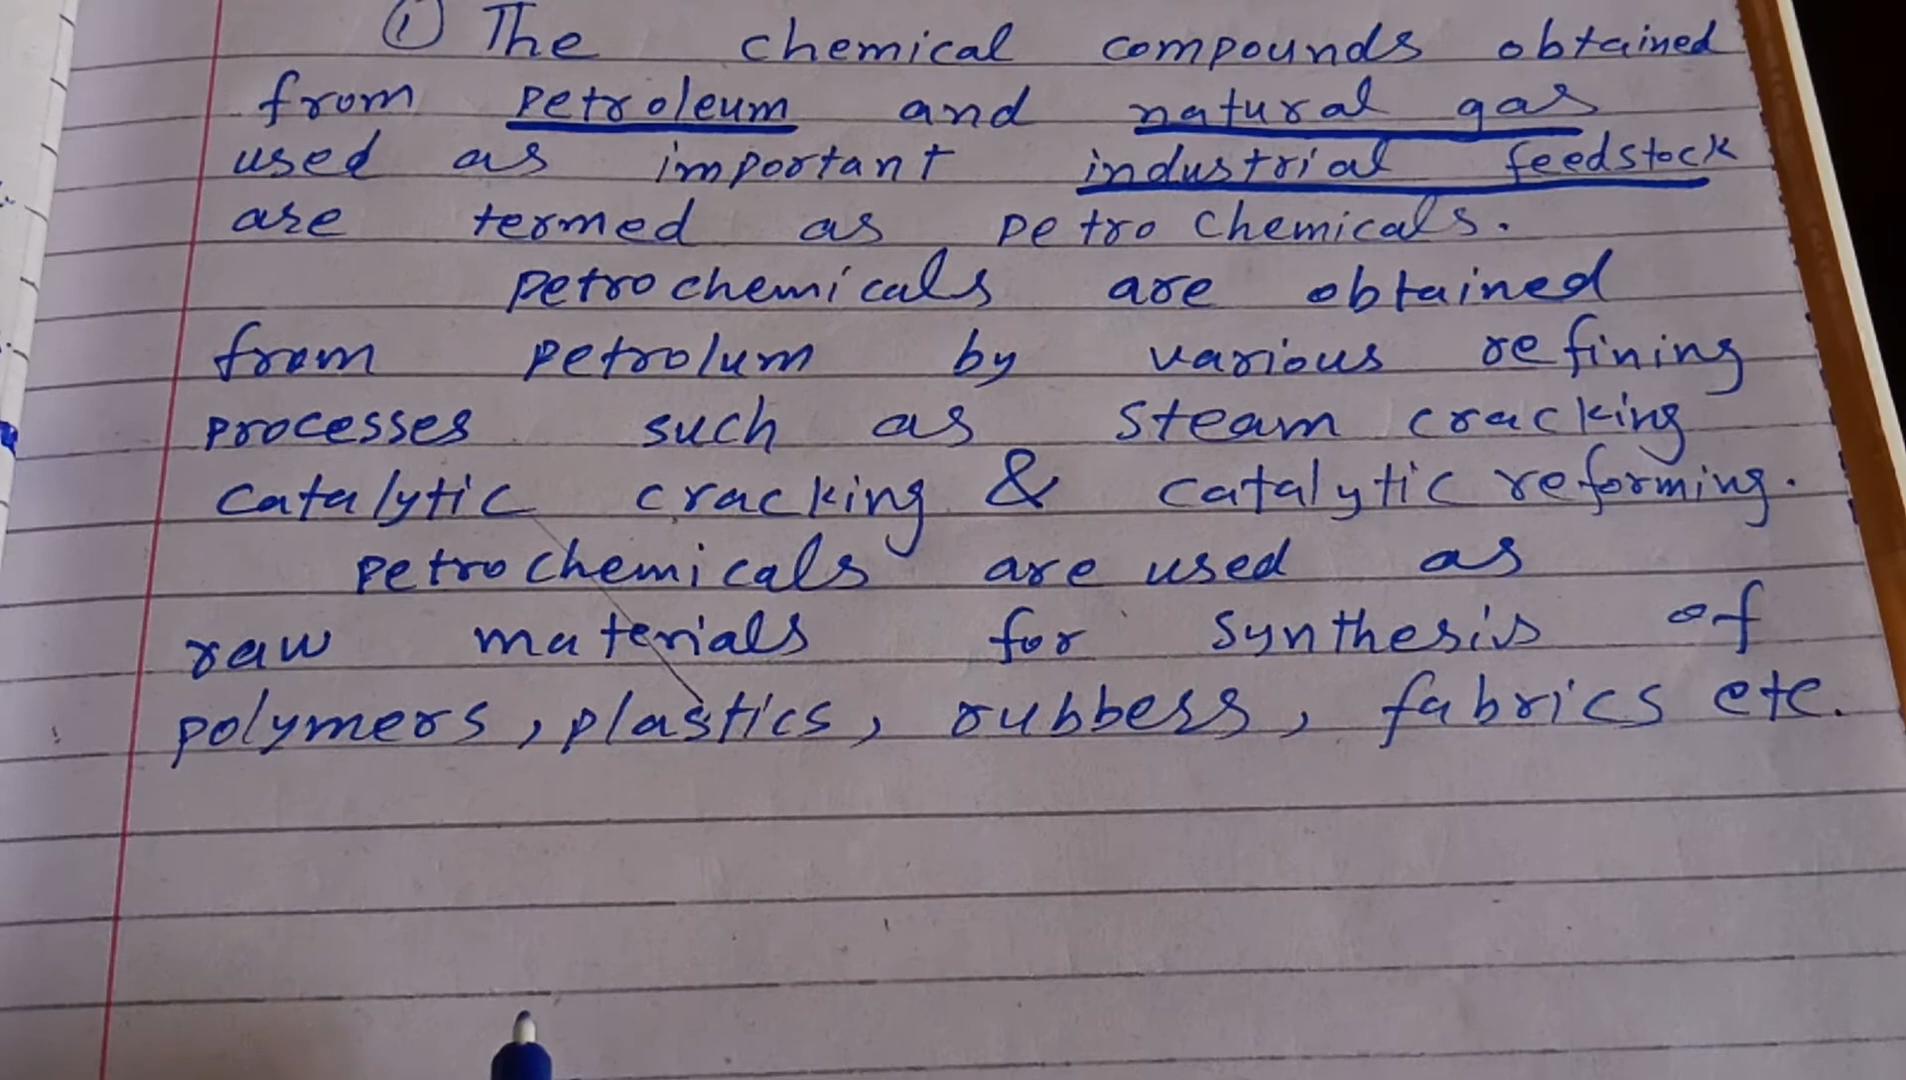 ① The chemical compounds obtained
from petroleum and natural gas
used as important industrial feedstock
are termed as petro chemicals.
petrochemicals are obtained
from petrolum by various refining
processes such as steam cracking
catalytic cracking & catalytic reforming.
petrochemicals are used as
raw materials for synthesis of
polymers, plastics, rubbers, fabrics etc.